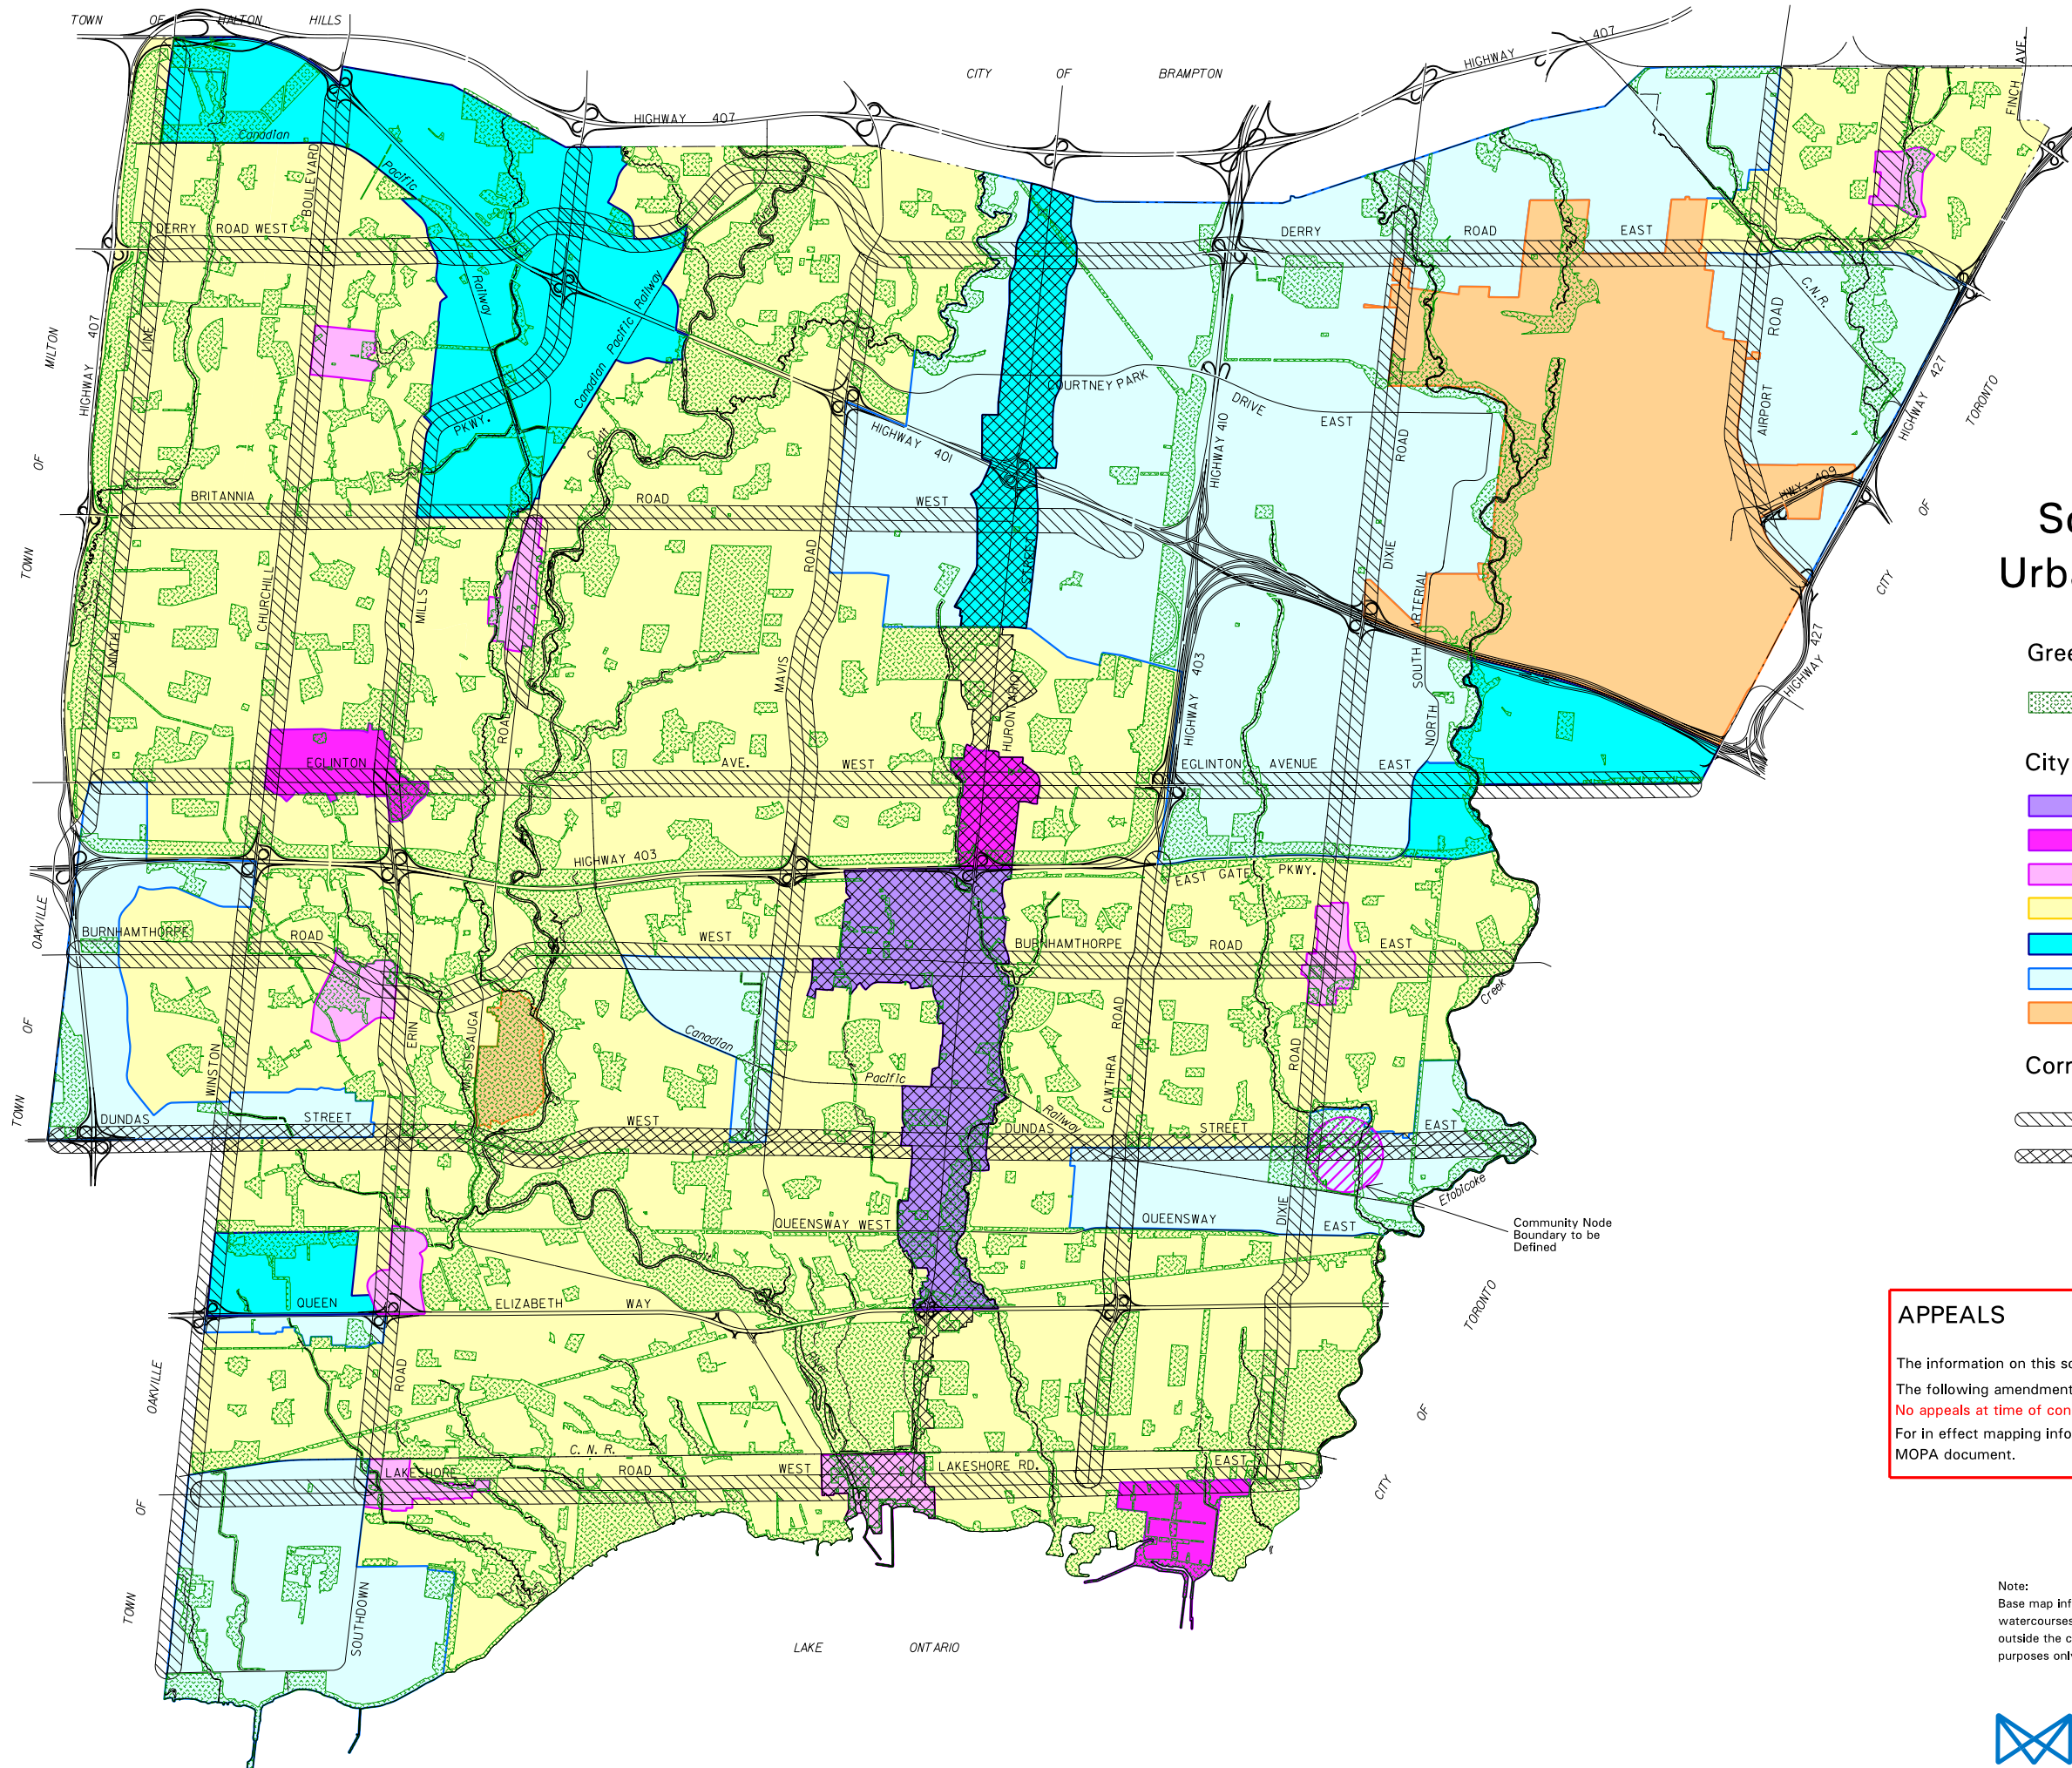 TOWN OF HALTON HILLS
CITY OF BRAMPTON
HIGHWAY 407
HIGHWAY 407
FINCH AVE.
Canadian
Pacific
Railway
BOULEVARD
DERRY ROAD WEST
DERRY ROAD EAST
LINE
HIGHWAY 407
MILTON
OF
TOWN
River
Canadian Pacific Railway
PKWY.
Credit
COURTNEY PARK
DRIVE
EAST
HIGHWAY 401
HIGHWAY 410
ROAD
DIXIE
AIRPORT
ROAD
C.N.R.
HIGHWAY 427
TORONTO
OF
CITY
HWY. 409
BRITANNIA
ROAD
WEST
STREET
NINTH
CHURCHILL
MILLS
ROAD
MAVIS
ROAD
HURONTARIO
HIGHWAY 403
SOUTH ARTERIAL
NORTH
HIGHWAY 427
Urb
Gree
City
Corr
EGLINTON
AVE.
WEST
EGLINTON AVENUE EAST
HIGHWAY 403
EAST GATE PKWY.
OAKVILLE
OF
TOWN
BURNHAMTHORPE
ROAD
WEST
BURNHAMTHORPE
ROAD
EAST
WINSTON
ERIN
MISSISSAUGA
Canadian
Pacific
Railway
CAWTHRA
ROAD
ROAD
DIXIE
Creek
Etobicoke
DUNDAS
STREET
WEST
DUNDAS
STREET
EAST
QUEENSWAY WEST
QUEENSWAY
EAST
Community Node
Boundary to be
Defined
QUEEN
ELIZABETH
WAY
Credit
River
ROAD
TORONTO
OF
CITY
OAKVILLE
OF
TOWN
C. N. R.
LAKESHORE
ROAD
WEST
LAKESHORE RD.
EAST
SOUTHDOWN
LAKE ONTARIO
APPEALS
The information on this sc
The following amendment
No appeals at time of con
For in effect mapping info
MOPA document.
Note:
Base map inf
watercourses
outside the c
purposes only